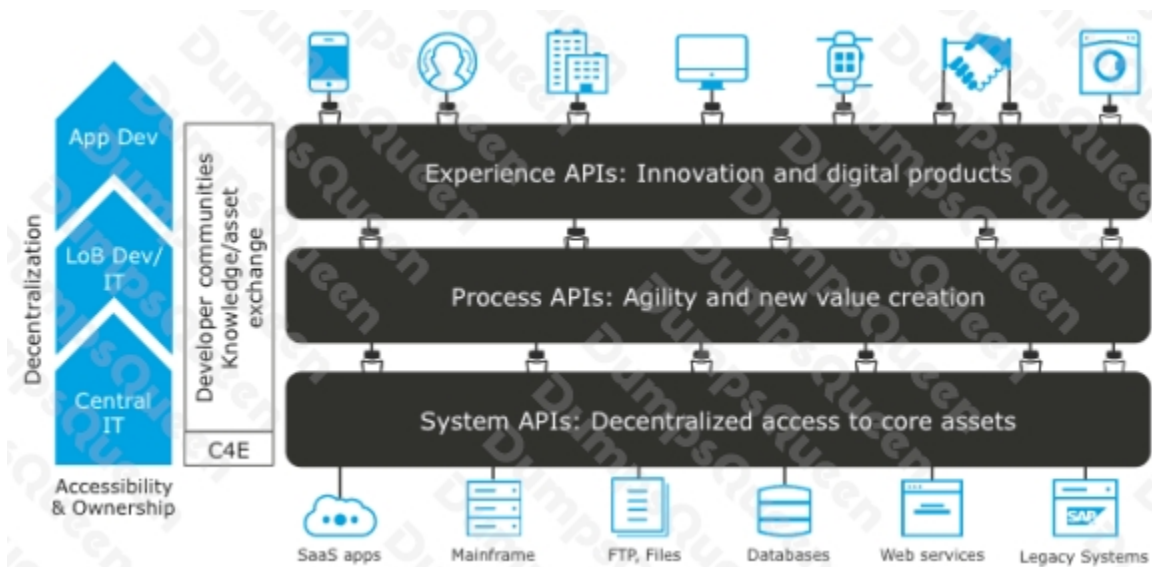 App Dev
LoB Dev/
IT
Central
IT
Decentralization
Accessibility
& Ownership
Developer communities
Knowledge/asset
exchange
C4E
Experience APIs: Innovation and digital products
Process APIs: Agility and new value creation
System APIs: Decentralized access to core assets
SAP
SaaS apps
Mainframe
FTP, Files
Databases
Web services
Legacy Systems
DumpsQueen